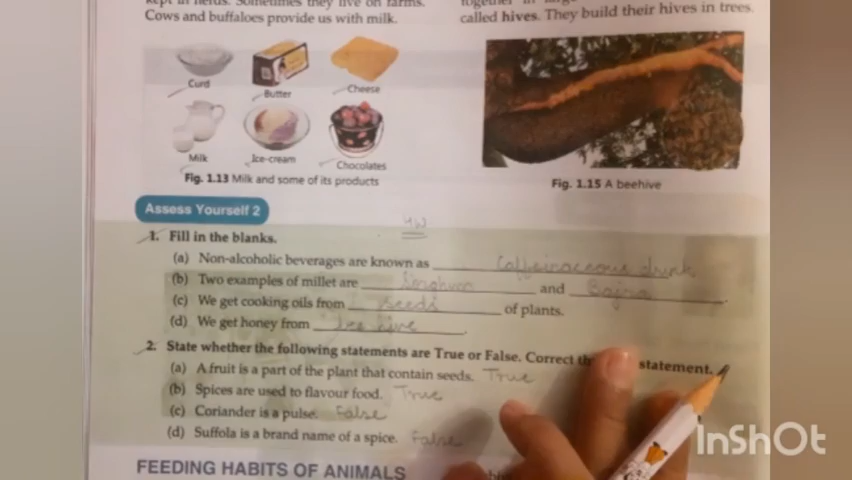 kept in herds. Sometimes they live on farms.
Cows and buffaloes provide us with milk.
together in
called hives. They build their hives in trees.
Curd
Butter
Cheese
Milk
Ice-cream
Chocolates
Fig. 1.13 Milk and some of its products
Fig. 1.15 A beehive
Assess Yourself 2
HW
1. Fill in the blanks.
(a) Non-alcoholic beverages are known as caffeinaceous drink
(b) Two examples of millet are Sorghum and Bajra.
(c) We get cooking oils from seeds of plants.
(d) We get honey from bee hive.
2. State whether the following statements are True or False. Correct the statement.
(a) A fruit is a part of the plant that contain seeds. True
(b) Spices are used to flavour food. True
(c) Coriander is a pulse. False
(d) Suffola is a brand name of a spice. False
FEEDING HABITS OF ANIMALS
InShOt